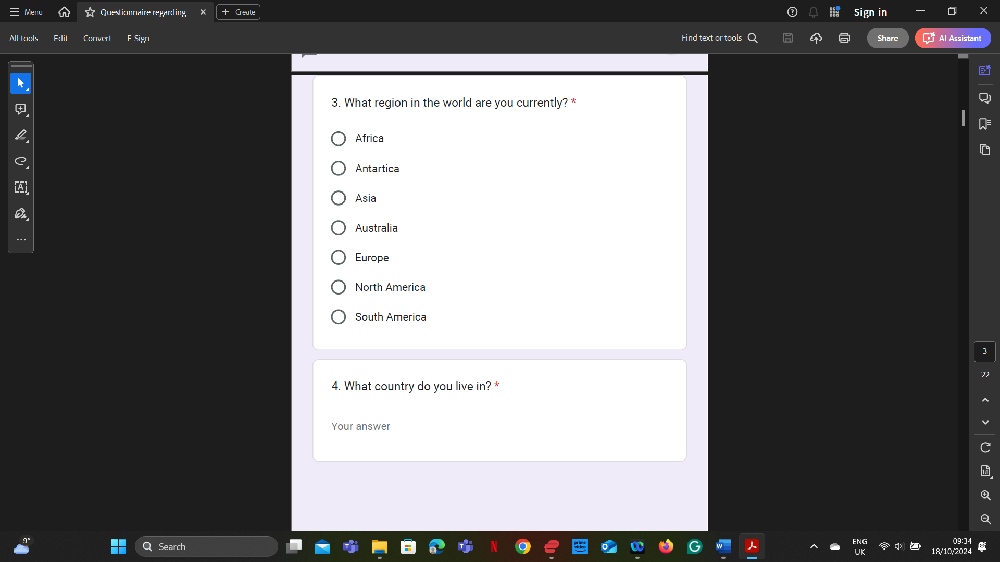 Menu
Questionnaire regarding ...
Create
Sign in
All tools
Edit
Convert
E-Sign
Find text or tools
Share
AI Assistant
3. What region in the world are you currently? *
Africa
Antartica
Asia
Australia
Europe
North America
South America
4. What country do you live in? *
Your answer
3
22
9°
Search
prime video
ENG
UK
09:34
18/10/2024